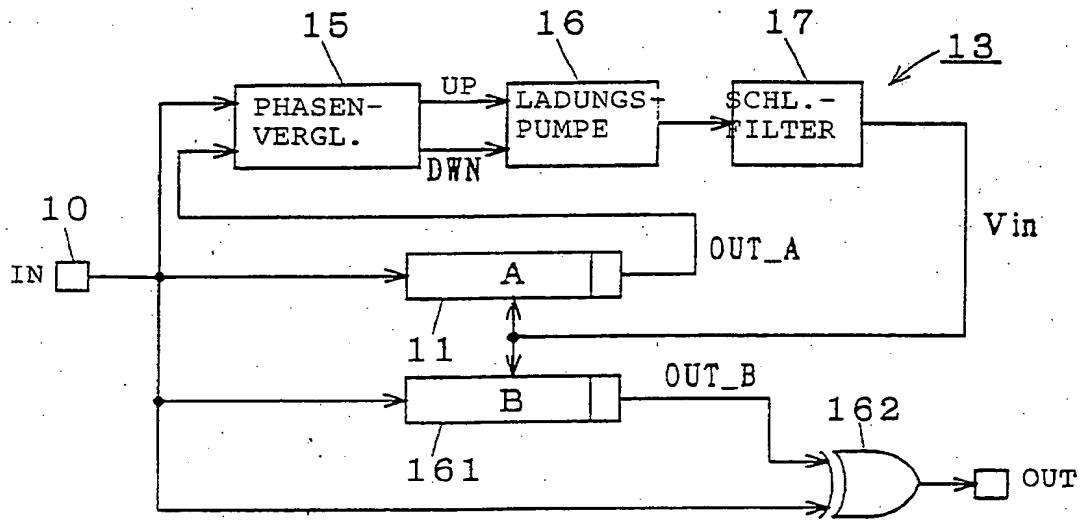 15
16
17
13
UP
PHASEN-
VERGL.
LADUNGS-
PUMPE
SCHL.-
FILTER
DWN
10
Vin
OUT_A
IN
A
11
OUT_B
B
162
161
OUT